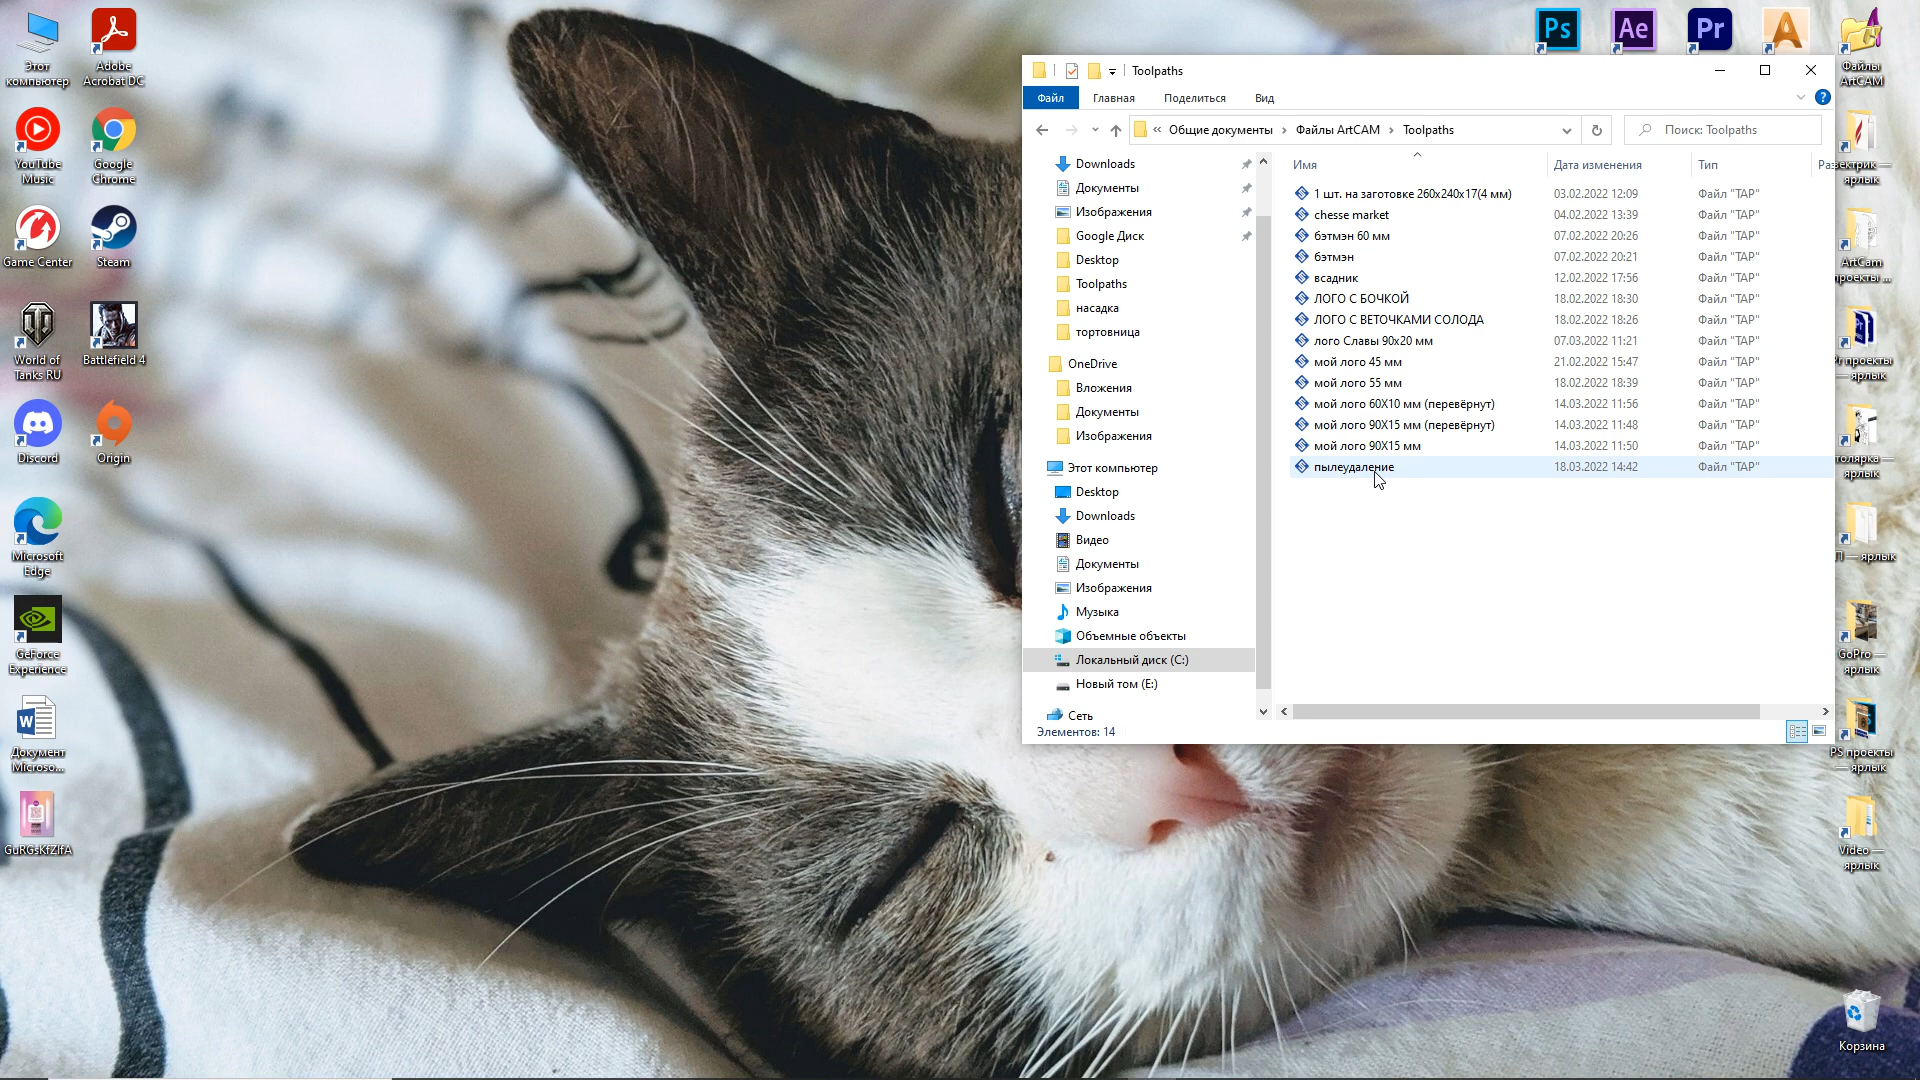 Этот
компьютер
Adobe
Acrobat DC
YouTube
Music
Google
Chrome
Game Center
Steam
World of
Tanks RU
Battlefield 4
Discord
Origin
Microsoft
Edge
GeForce
Experience
Документ
Microso...
GuRGsKfZlfA
Ps
Ae
Pr
A
Файлы
ArtCAM
Toolpaths
Файл
Главная
Поделиться
Вид
?
« Общие документы › Файлы ArtCAM › Toolpaths
Поиск: Toolpaths
Downloads
Документы
Изображения
Google Диск
Desktop
Toolpaths
насадка
тортовница
OneDrive
Вложения
Документы
Изображения
Этот компьютер
Desktop
Downloads
Видео
Документы
Изображения
Музыка
Объемные объекты
Локальный диск (C:)
Новый том (E:)
Сеть
Элементов: 14
Имя Дата изменения Тип Раз
1 шт. на заготовке 260x240x17(4 мм) 03.02.2022 12:09 Файл "TAP"
chesse market 04.02.2022 13:39 Файл "TAP"
бэтмэн 60 мм 07.02.2022 20:26 Файл "TAP"
бэтмэн 07.02.2022 20:21 Файл "TAP"
всадник 12.02.2022 17:56 Файл "TAP"
ЛОГО С БОЧКОЙ 18.02.2022 18:30 Файл "TAP"
ЛОГО С ВЕТОЧКАМИ СОЛОДА 18.02.2022 18:26 Файл "TAP"
лого Славы 90x20 мм 07.03.2022 11:21 Файл "TAP"
мой лого 45 мм 21.02.2022 15:47 Файл "TAP"
мой лого 55 мм 18.02.2022 18:39 Файл "TAP"
мой лого 60X10 мм (перевёрнут) 14.03.2022 11:56 Файл "TAP"
мой лого 90X15 мм (перевёрнут) 14.03.2022 11:48 Файл "TAP"
мой лого 90X15 мм 14.03.2022 11:50 Файл "TAP"
пылеудаление 18.03.2022 14:42 Файл "TAP"
вектрик —
ярлык
ArtCam
проекты ...
Pr проекты
— ярлык
толярка —
ярлык
П — ярлык
GoPro —
ярлык
PS проекты
— ярлык
Video —
ярлык
Корзина